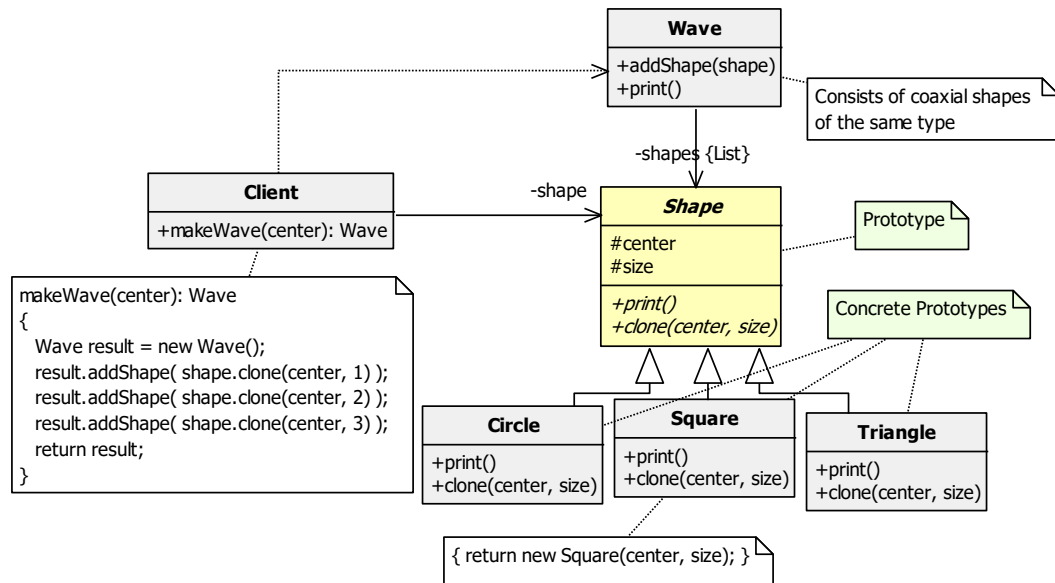 Wave
+addShape(shape)
+print()
Consists of coaxial shapes
of the same type
-shapes {List}
Client
+makeWave(center): Wave
-shape
Shape
#center
#size
+print()
+clone(center, size)
Prototype
Concrete Prototypes
makeWave(center): Wave
{
Wave result = new Wave();
result.addShape( shape.clone(center, 1) );
result.addShape( shape.clone(center, 2) );
result.addShape( shape.clone(center, 3) );
return result;
}
Circle
+print()
+clone(center, size)
Square
+print()
+clone(center, size)
Triangle
+print()
+clone(center, size)
{ return new Square(center, size); }